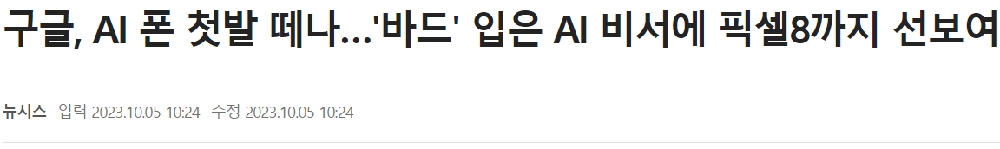 구글, AI 폰 첫발 떼나…'바드' 입은 AI 비서에 픽셀8까지 선보여
뉴시스 입력 2023.10.05 10:24 수정 2023.10.05 10:24